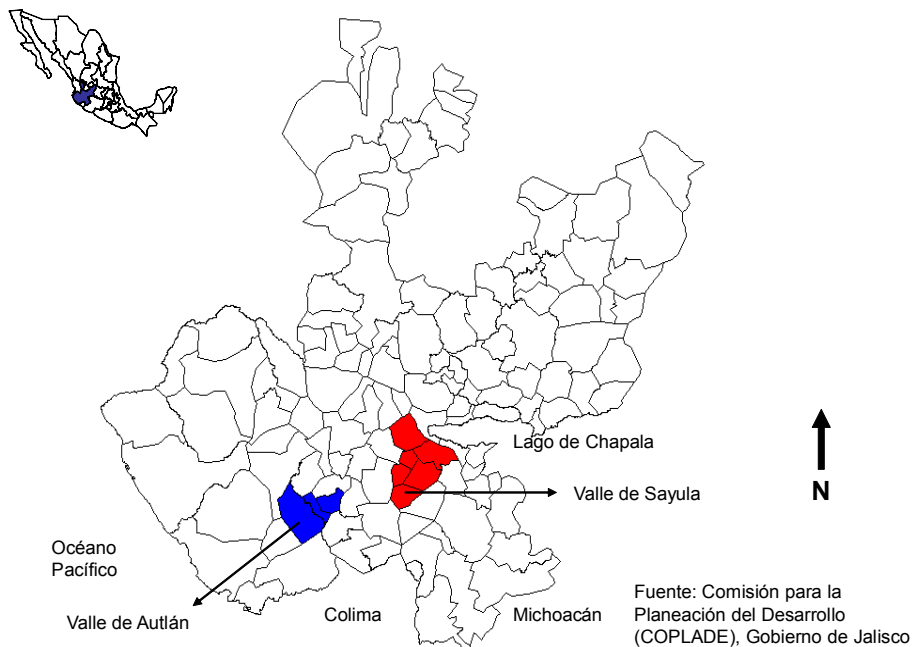 Lago de Chapala
N
Valle de Sayula
Océano
Pacífico
Valle de Autlán
Colima
Michoacán
Fuente: Comisión para la
Planeación del Desarrollo
(COPLADE), Gobierno de Jalisco